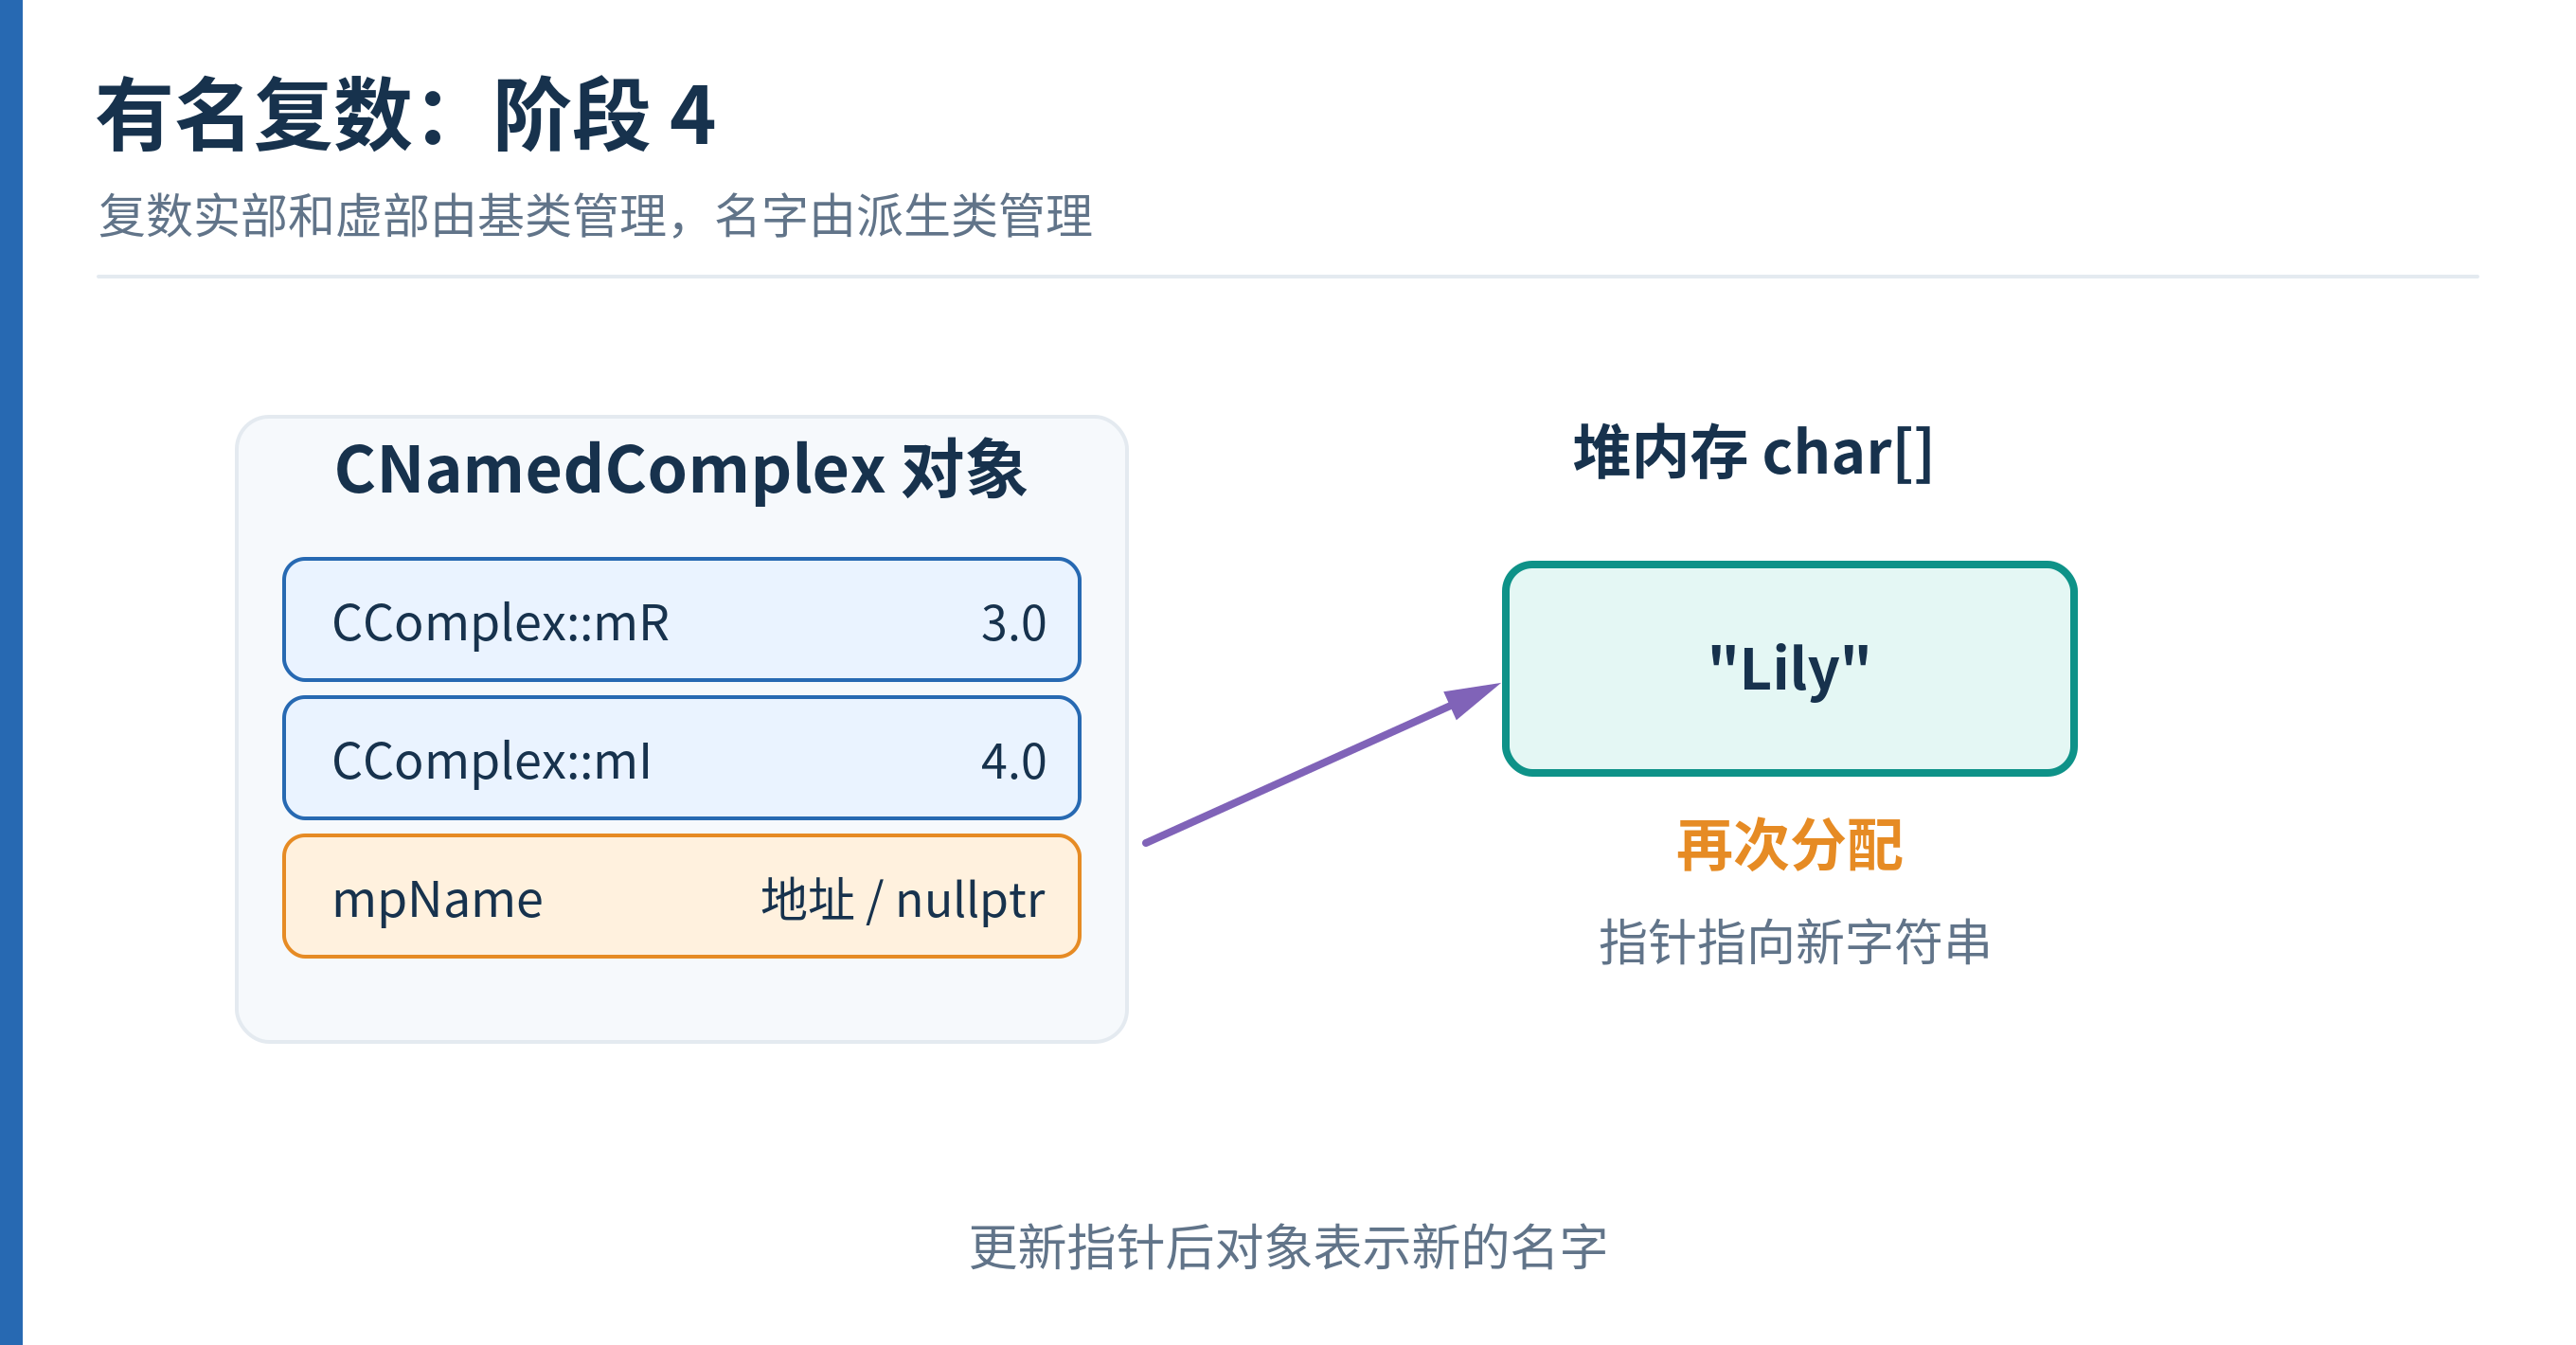 有名复数：阶段 4
复数实部和虚部由基类管理，名字由派生类管理
CNamedComplex 对象
CComplex::mR 3.0
CComplex::mI 4.0
mpName 地址 / nullptr
堆内存 char[]
"Lily"
再次分配
指针指向新字符串
更新指针后对象表示新的名字